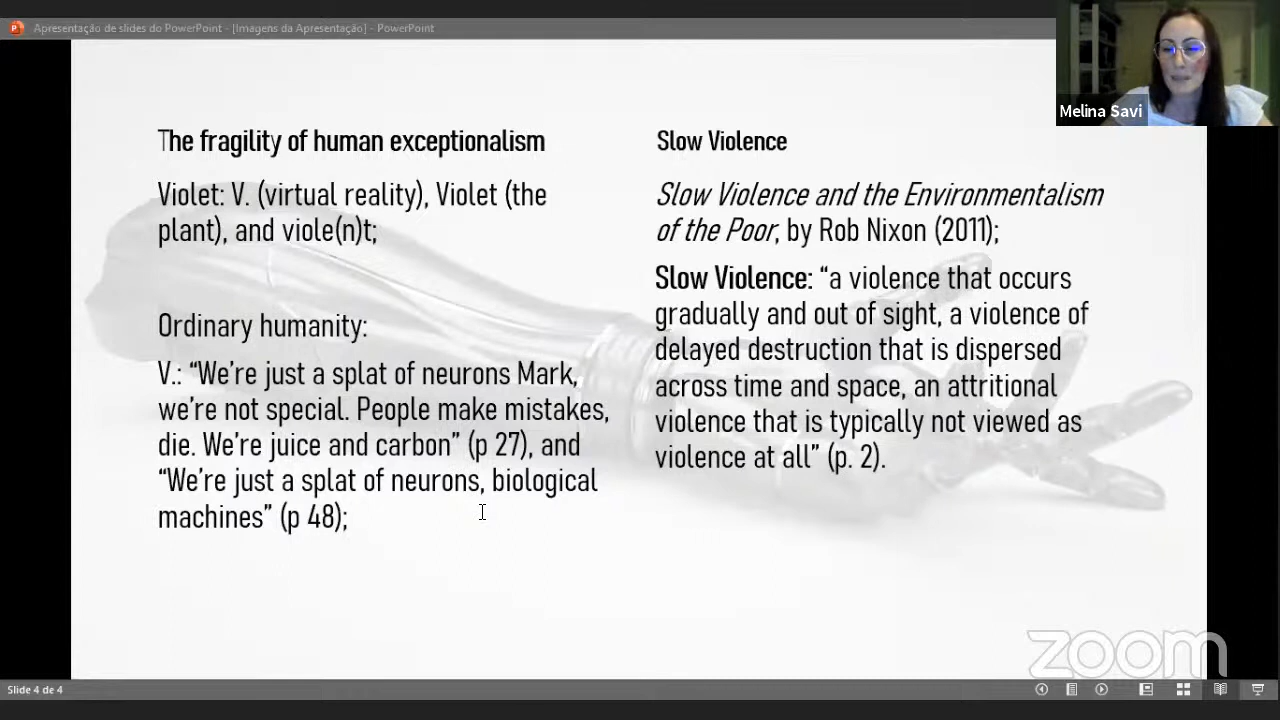 Apresentação de slides do PowerPoint - [Imagens da Apresentação] - PowerPoint
Melina Savi
The fragility of human exceptionalism
Violet: V. (virtual reality), Violet (the
plant), and viole(n)t;
Ordinary humanity:
V.: “We’re just a splat of neurons Mark,
we’re not special. People make mistakes,
die. We’re juice and carbon” (p 27), and
“We’re just a splat of neurons, biological
machines” (p 48);
Slow Violence
Slow Violence and the Environmentalism
of the Poor, by Rob Nixon (2011);
Slow Violence: “a violence that occurs
gradually and out of sight, a violence of
delayed destruction that is dispersed
across time and space, an attritional
violence that is typically not viewed as
violence at all” (p. 2).
zoom
Slide 4 de 4